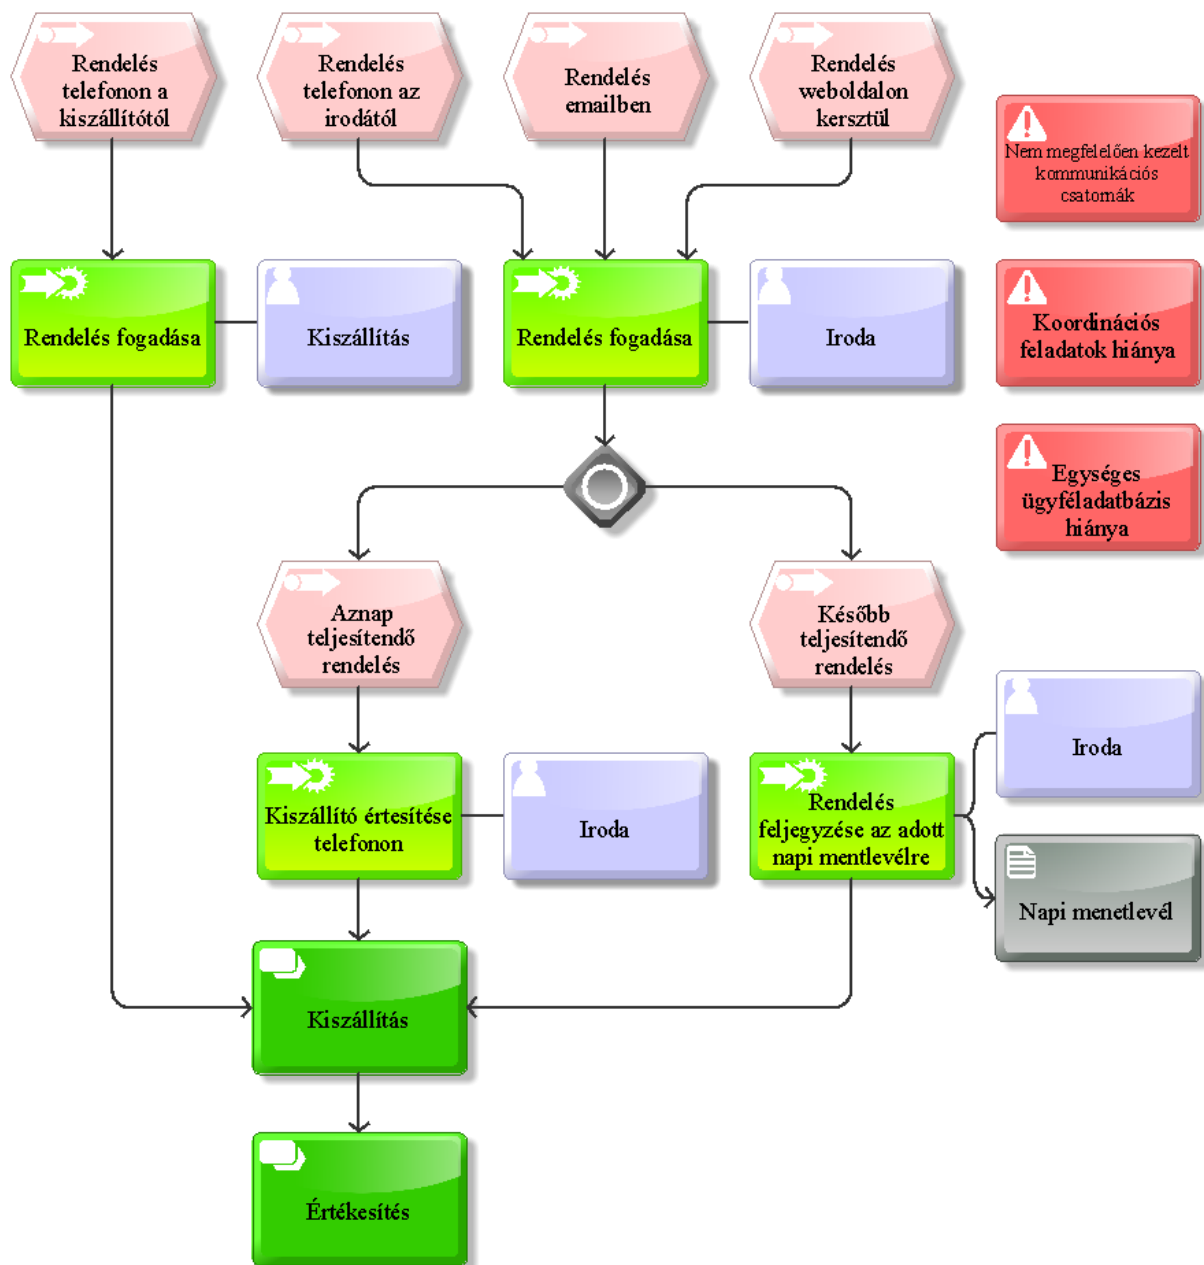 Rendelés
telefonon a
kiszállítótól
Rendelés
telefonon az
irodától
Rendelés
emailben
Rendelés
weboldalon
kersztül
Nem megfelelően kezelt
kommunikációs
csatornák
Rendelés fogadása
Kiszállítás
Rendelés fogadása
Iroda
Koordinációs
feladatok hiánya
Egységes
ügyféladatbázis
hiánya
Aznap
teljesítendő
rendelés
Később
teljesítendő
rendelés
Iroda
Kiszállító értesítése
telefonon
Iroda
Rendelés
feljegyzése az adott
napi mentlevélre
Napi menetlevél
Kiszállítás
Értékesítés